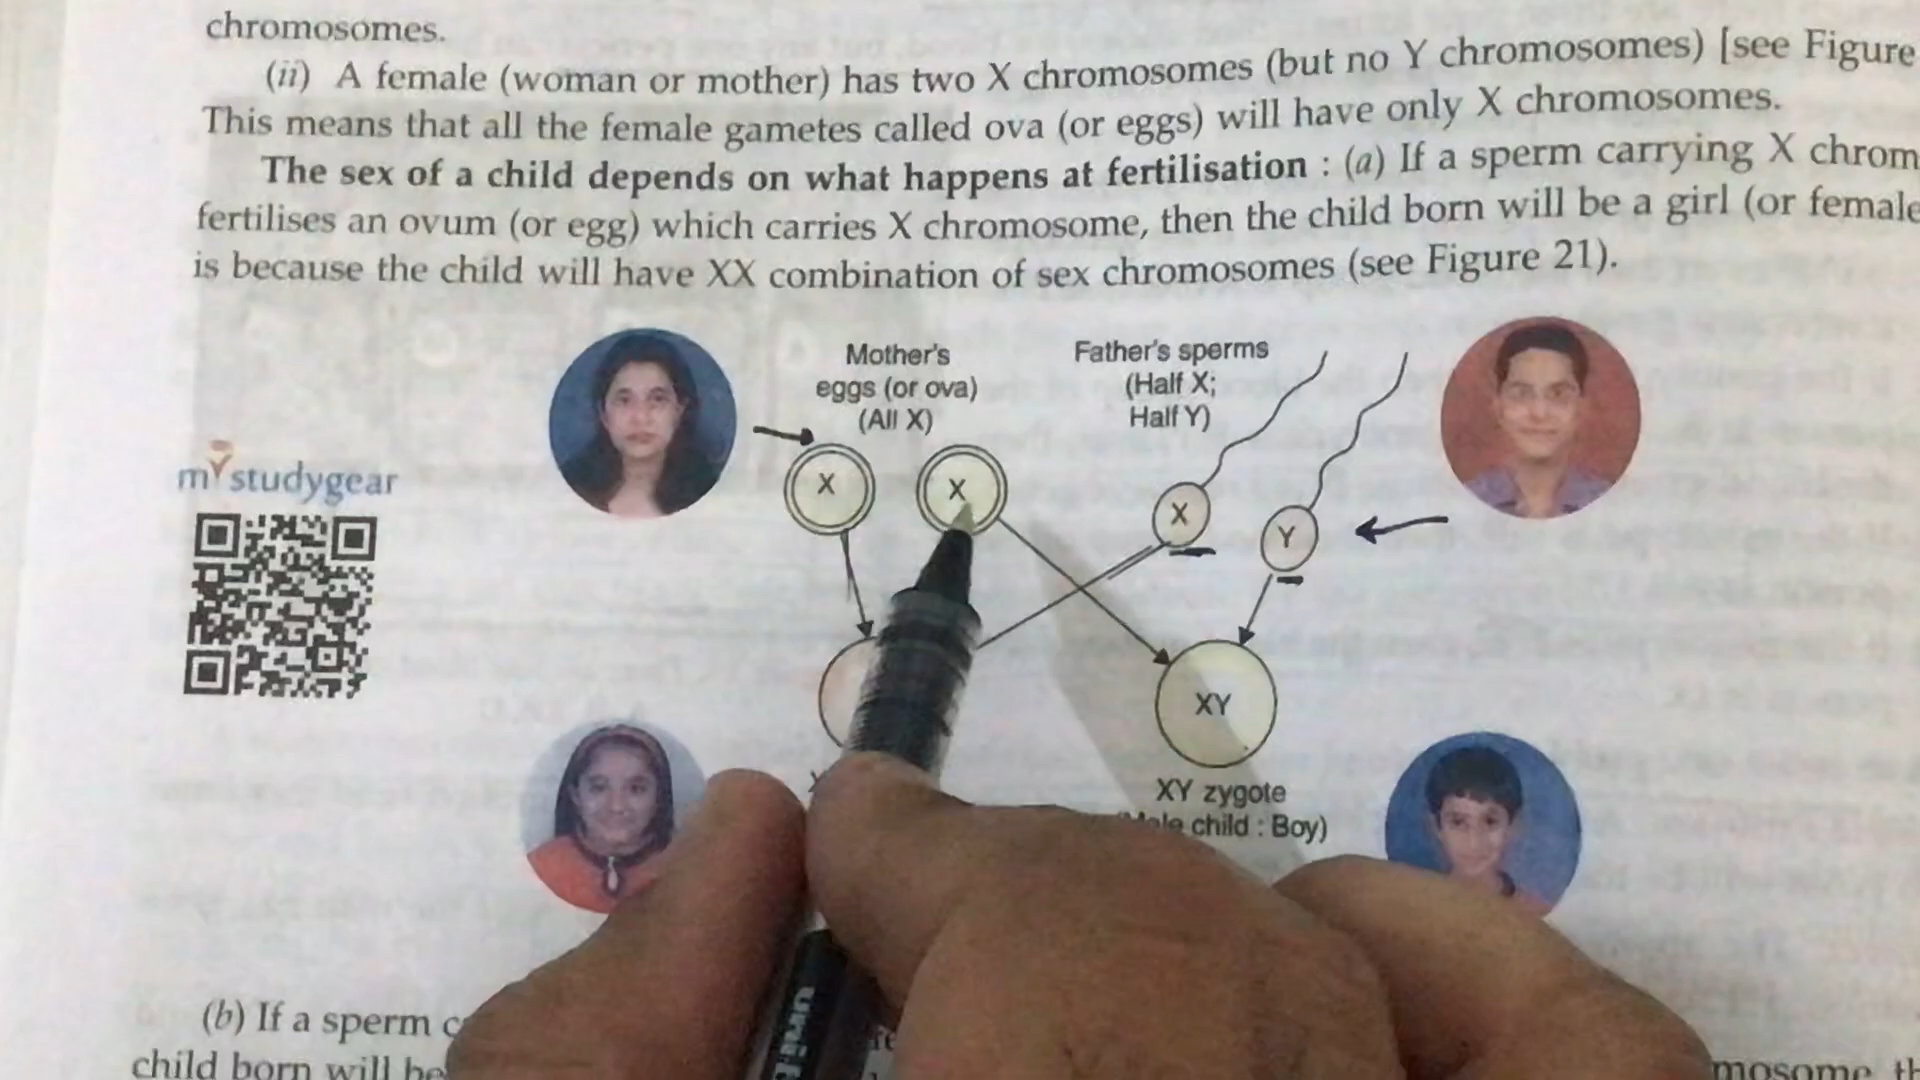 chromosomes.
(ii) A female (woman or mother) has two X chromosomes (but no Y chromosomes) [see Figure
This means that all the female gametes called ova (or eggs) will have only X chromosomes.
The sex of a child depends on what happens at fertilisation : (a) If a sperm carrying X chrom
fertilises an ovum (or egg) which carries X chromosome, then the child born will be a girl (or female
is because the child will have XX combination of sex chromosomes (see Figure 21).
Mother's
eggs (or ova)
(All X)
Father's sperms
(Half X;
Half Y)
mystudygear
X
X
X
Y
XY
XY zygote
(Male child : Boy)
(b) If a sperm
child born will be
unib